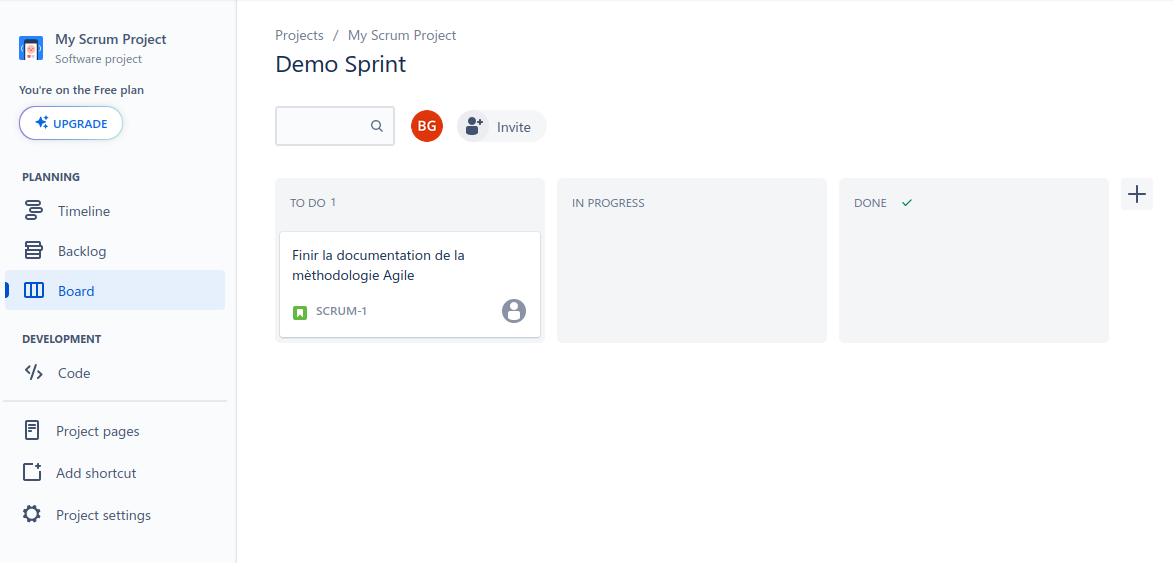 My Scrum Project
Software project
You're on the Free plan
UPGRADE
PLANNING
Timeline
Backlog
Board
DEVELOPMENT
Code
Project pages
Add shortcut
Project settings
Projects / My Scrum Project
Demo Sprint
BG
Invite
TO DO 1
Finir la documentation de la
mèthodologie Agile
SCRUM-1
IN PROGRESS
DONE